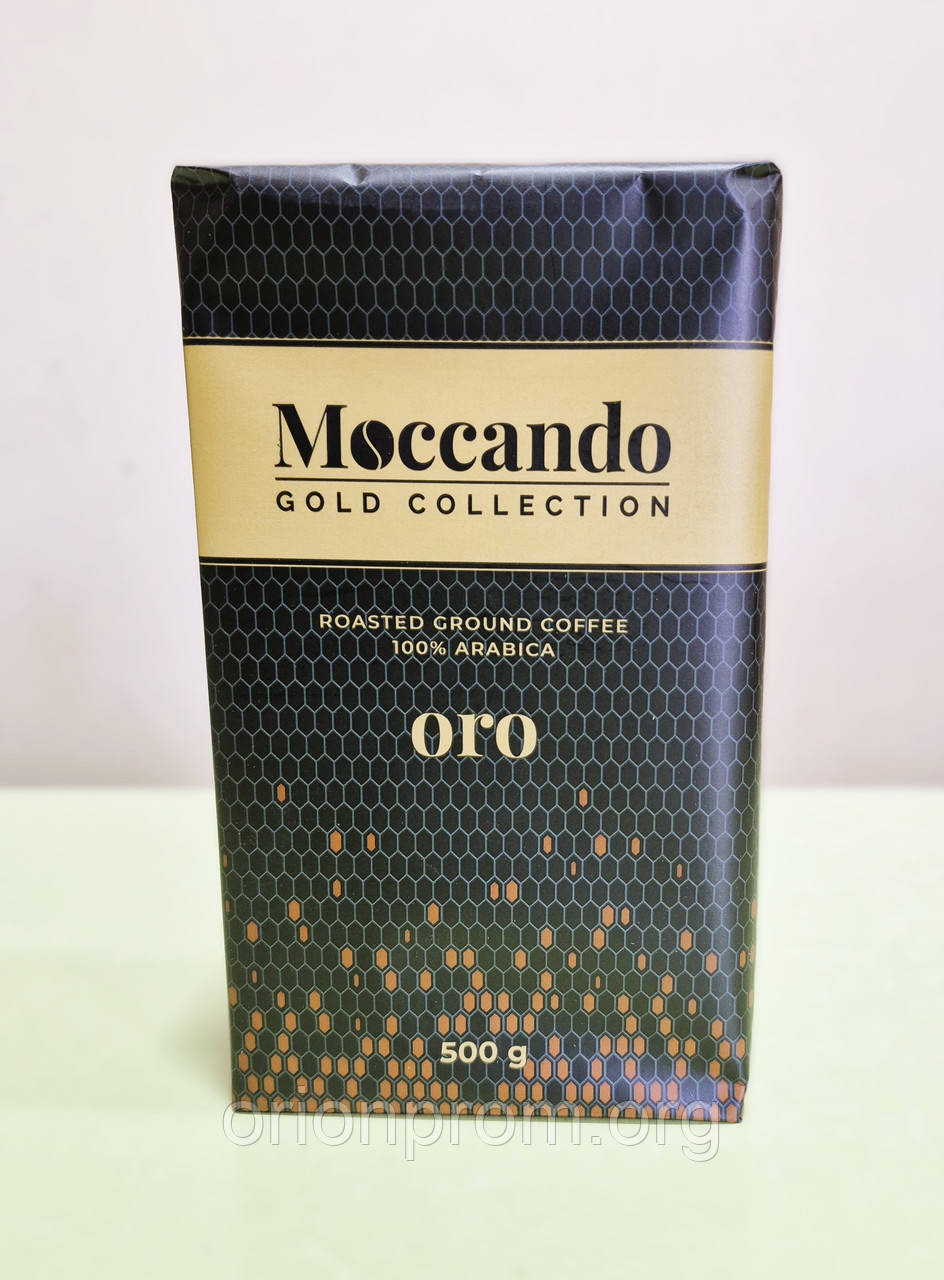 Moccando
GOLD COLLECTION
ROASTED GROUND COFFEE
100% ARABICA
oro
500 g
orionprom.org